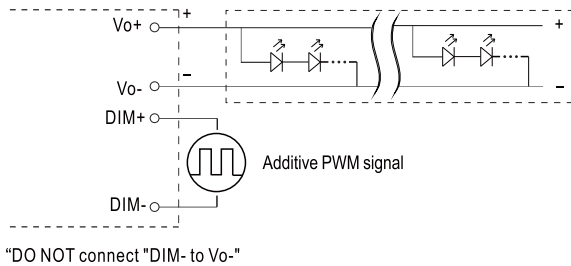 Vo+ + +
Vo- − −
DIM+
Additive PWM signal
DIM-
“DO NOT connect "DIM- to Vo-"